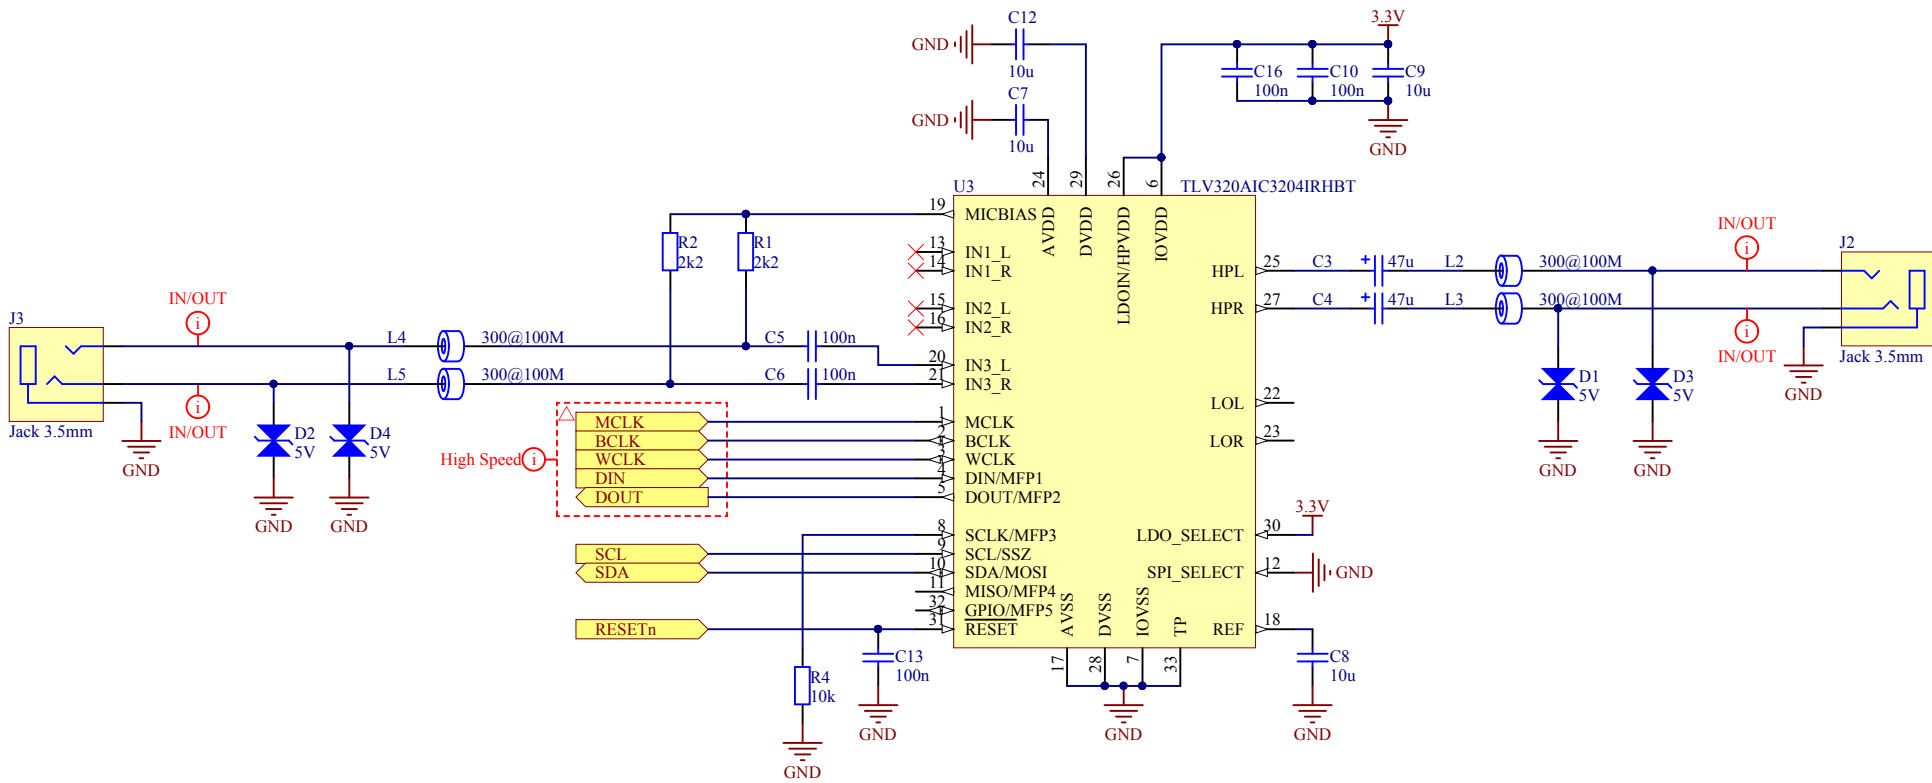 C12
GND
10u
C7
GND
10u
3.3V
C16
100n
C10
100n
C9
10u
GND
U3
TLV320AIC3204IRHBT
24
29
26
6
AVDD
DVDD
LDOIN/HPVDD
IOVDD
19
MICBIAS
13
IN1_L
14
IN1_R
15
IN2_L
16
IN2_R
20
IN3_L
21
IN3_R
1
MCLK
2
BCLK
3
WCLK
4
DIN/MFP1
5
DOUT/MFP2
8
SCLK/MFP3
9
SCL/SSZ
10
SDA/MOSI
11
MISO/MFP4
32
GPIO/MFP5
31
RESET
25
HPL
27
HPR
22
LOL
23
LOR
30
LDO_SELECT
12
SPI_SELECT
18
REF
AVSS
DVSS
IOVSS
TP
17
28
7
33
GND
R2
2k2
R1
2k2
J3
Jack 3.5mm
GND
IN/OUT
i
i
IN/OUT
L4
300@100M
L5
300@100M
C5
100n
C6
100n
D2
5V
D4
5V
GND
GND
High Speed
i
MCLK
BCLK
WCLK
DIN
DOUT
SCL
SDA
RESETn
R4
10k
GND
C13
100n
GND
C3
+
47u
C4
+
47u
L2
300@100M
L3
300@100M
IN/OUT
i
i
IN/OUT
J2
Jack 3.5mm
GND
D1
5V
D3
5V
GND
GND
3.3V
GND
C8
10u
GND